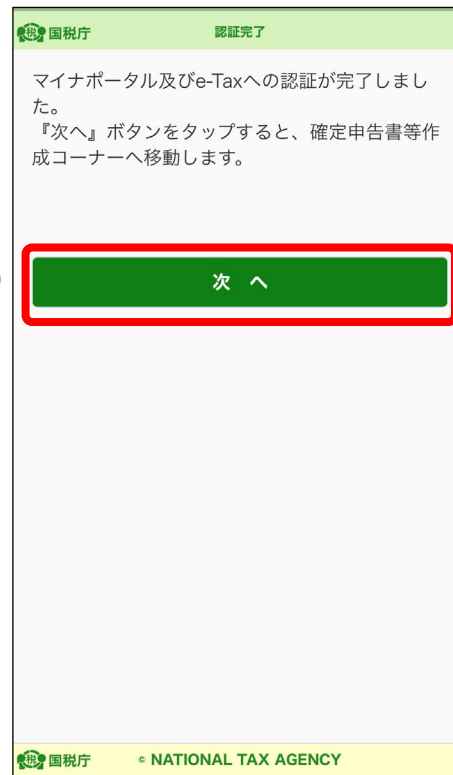 税 国税庁 認証完了
マイナポータル及びe-Taxへの認証が完了しまし
た。
『次へ』ボタンをタップすると、確定申告書等作
成コーナーへ移動します。
次 へ
税 国税庁 © NATIONAL TAX AGENCY